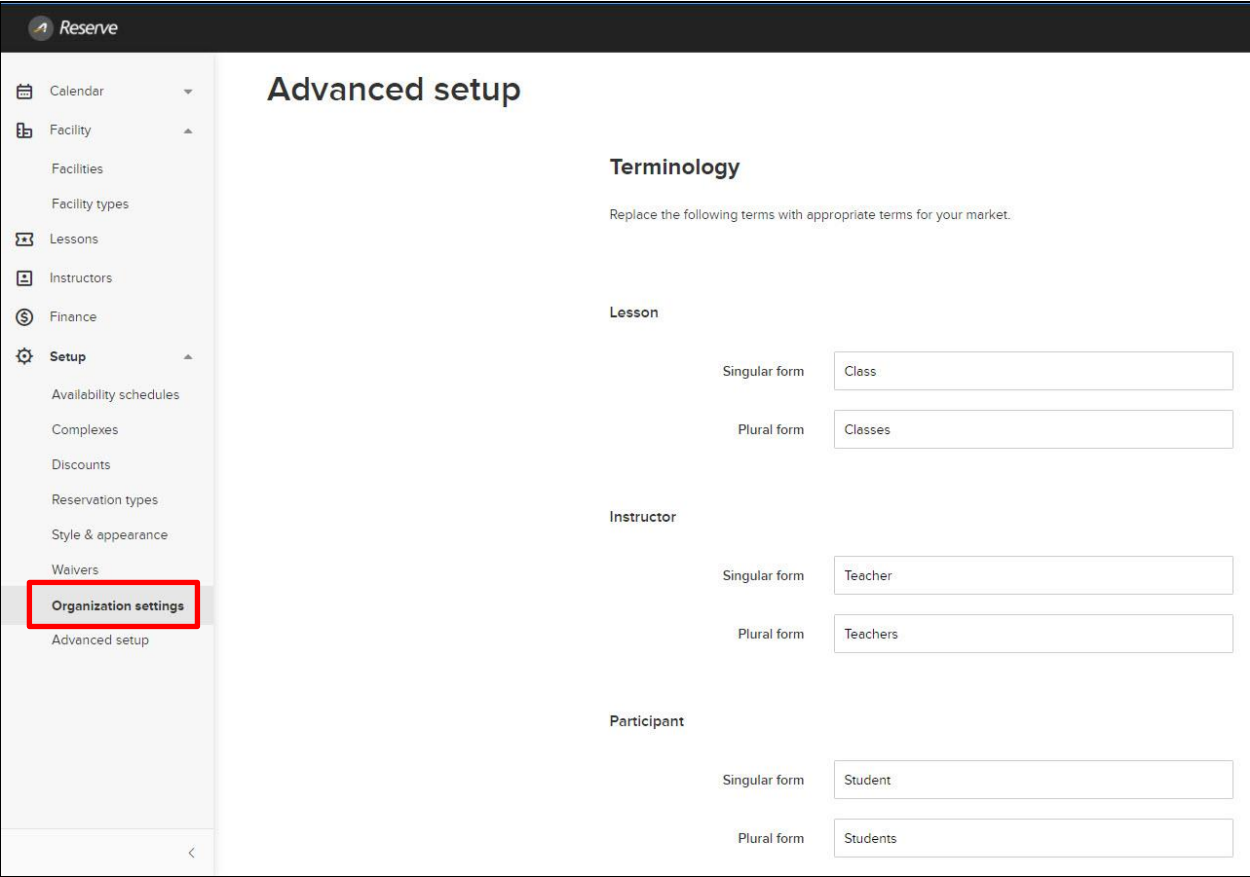 Reserve
Calendar
Facility
Facilities
Facility types
Lessons
Instructors
Finance
Setup
Availability schedules
Complexes
Discounts
Reservation types
Style & appearance
Waivers
Organization settings
Advanced setup
Advanced setup
Terminology
Replace the following terms with appropriate terms for your market.
Lesson
Singular form Class
Plural form Classes
Instructor
Singular form Teacher
Plural form Teachers
Participant
Singular form Student
Plural form Students